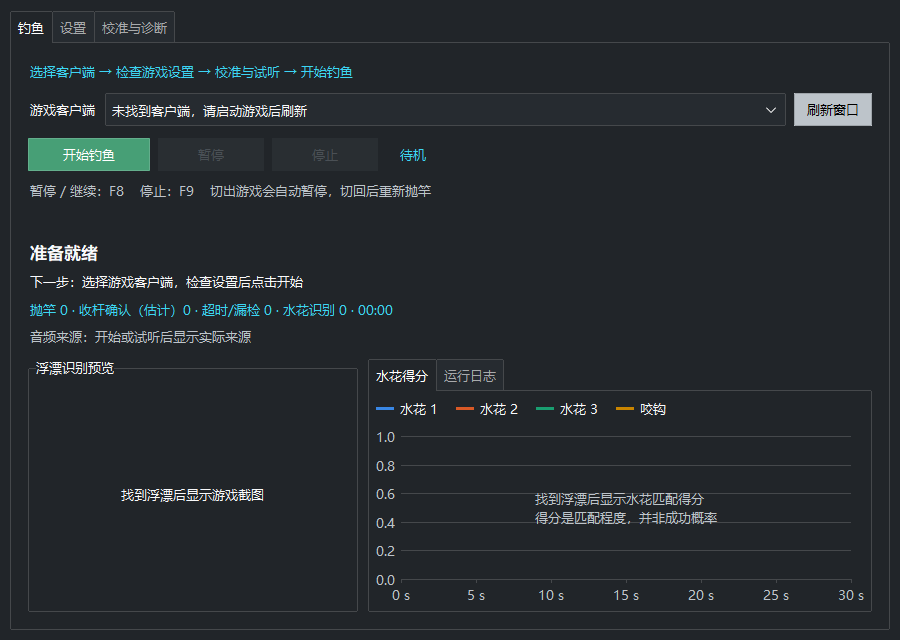 钓鱼 设置 校准与诊断
选择客户端 → 检查游戏设置 → 校准与试听 → 开始钓鱼
游戏客户端 未找到客户端，请启动游戏后刷新 刷新窗口
开始钓鱼 暂停 停止 待机
暂停 / 继续：F8 停止：F9 切出游戏会自动暂停，切回后重新抛竿
准备就绪
下一步：选择游戏客户端，检查设置后点击开始
抛竿 0 · 收杆确认（估计）0 · 超时/漏检 0 · 水花识别 0 · 00:00
音频来源：开始或试听后显示实际来源
浮漂识别预览
找到浮漂后显示游戏截图
水花得分 运行日志
水花 1 水花 2 水花 3 咬钩
1.0
0.8
0.6
0.4
0.2
0.0
找到浮漂后显示水花匹配得分
得分是匹配程度，并非成功概率
0 s 5 s 10 s 15 s 20 s 25 s 30 s